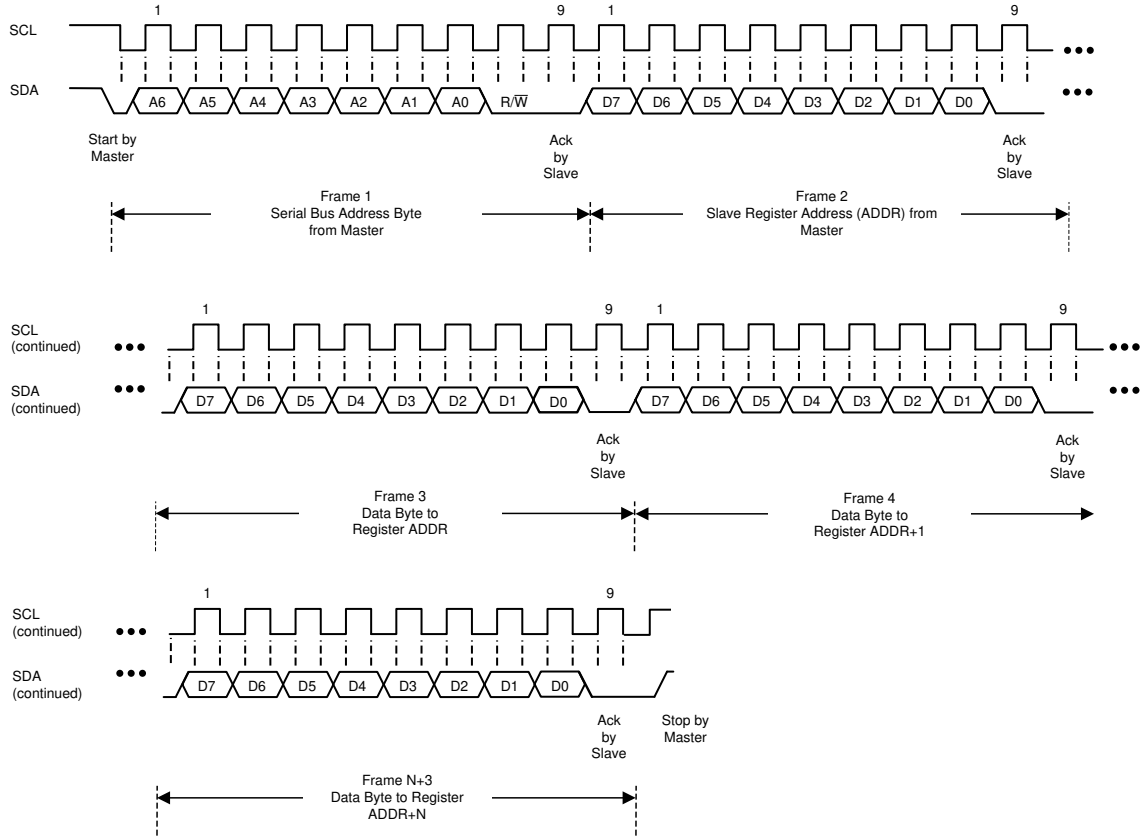 1 9 1 9
SCL
SDA
A6 A5 A4 A3 A2 A1 A0 R/W̅ D7 D6 D5 D4 D3 D2 D1 D0
Start by
Master
Ack
by
Slave
Ack
by
Slave
Frame 1
Serial Bus Address Byte
from Master
Frame 2
Slave Register Address (ADDR) from
Master
1 9 1 9
SCL
(continued)
SDA
(continued)
D7 D6 D5 D4 D3 D2 D1 D0 D7 D6 D5 D4 D3 D2 D1 D0
Ack
by
Slave
Ack
by
Slave
Frame 3
Data Byte to
Register ADDR
Frame 4
Data Byte to
Register ADDR+1
1 9
SCL
(continued)
SDA
(continued)
D7 D6 D5 D4 D3 D2 D1 D0
Ack
by
Slave
Stop by
Master
Frame N+3
Data Byte to Register
ADDR+N